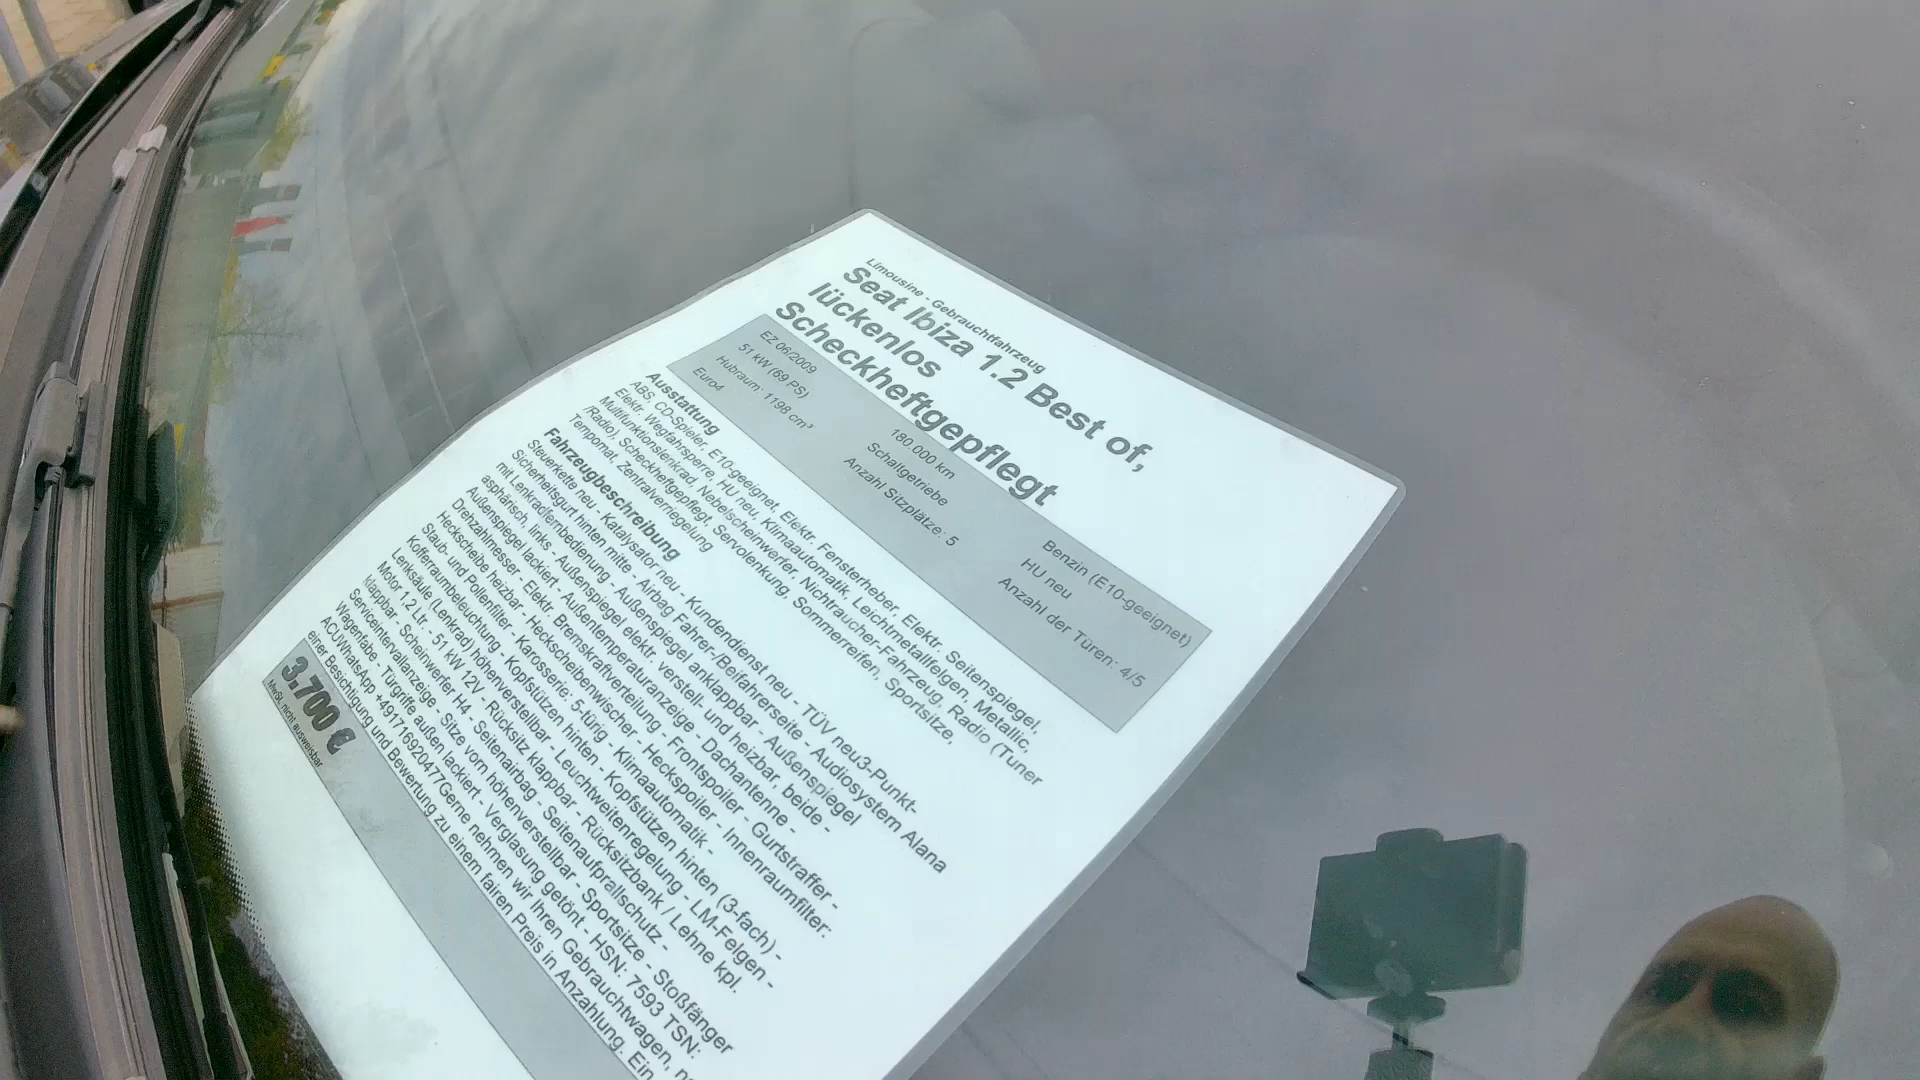 Limousine - Gebrauchtfahrzeug
Seat Ibiza 1.2 Best of,
lückenlos
Scheckheftgepflegt
EZ 06/2009 180.000 km Benzin (E10-geeignet)
51 kW (69 PS) Schaltgetriebe HU neu
Hubraum: 1198 cm³ Anzahl Sitzplätze: 5 Anzahl der Türen: 4/5
Euro4
Ausstattung
ABS, CD-Spieler, E10-geeignet, Elektr. Fensterheber, Elektr. Seitenspiegel,
Elektr. Wegfahrsperre, HU neu, Klimaautomatik, Leichtmetallfelgen, Metallic,
Multifunktionslenkrad, Nebelscheinwerfer, Nichtraucher-Fahrzeug, Radio (Tuner
/Radio), Scheckheftgepflegt, Servolenkung, Sommerreifen, Sportsitze,
Tempomat, Zentralverriegelung
Fahrzeugbeschreibung
Steuerkette neu - Katalysator neu - Kundendienst neu - TÜV neu3-Punkt-
Sicherheitsgurt hinten mitte - Airbag Fahrer-/Beifahrerseite - Audiosystem Alana
mit Lenkradfernbedienung - Außenspiegel anklappbar - Außenspiegel
asphärisch, links - Außenspiegel elektr. verstell- und heizbar, beide -
Außenspiegel lackiert - Außentemperaturanzeige - Dachantenne -
Drehzahlmesser - Elektr. Bremskraftverteilung - Frontspoiler - Gurtstraffer -
Heckscheibe heizbar - Heckscheibenwischer - Heckspoiler - Innenraumfilter:
Staub- und Pollenfilter - Karosserie: 5-türig - Klimaautomatik -
Kofferraumbeleuchtung - Kopfstützen hinten - Kopfstützen hinten (3-fach) -
Lenksäule (Lenkrad) höhenverstellbar - Leuchtweitenregelung - LM-Felgen -
Motor 1,2 Ltr. - 51 kW 12V - Rücksitz klappbar - Rücksitzbank / Lehne kpl.
klappbar - Scheinwerfer H4 - Seitenairbag - Seitenaufprallschutz -
Serviceintervallanzeige - Sitze vorn höhenverstellbar - Sportsitze - Stoßfänger
Wagenfarbe - Türgriffe außen lackiert - Verglasung getönt - HSN: 7593 TSN:
ACUWhatsApp +491716920477Gerne nehmen wir Ihren Gebrauchtwagen,
einer Besichtigung und Bewertung zu einem fairen Preis in Anzahlung. Ein
3.700 €
MwSt. nicht ausweisbar